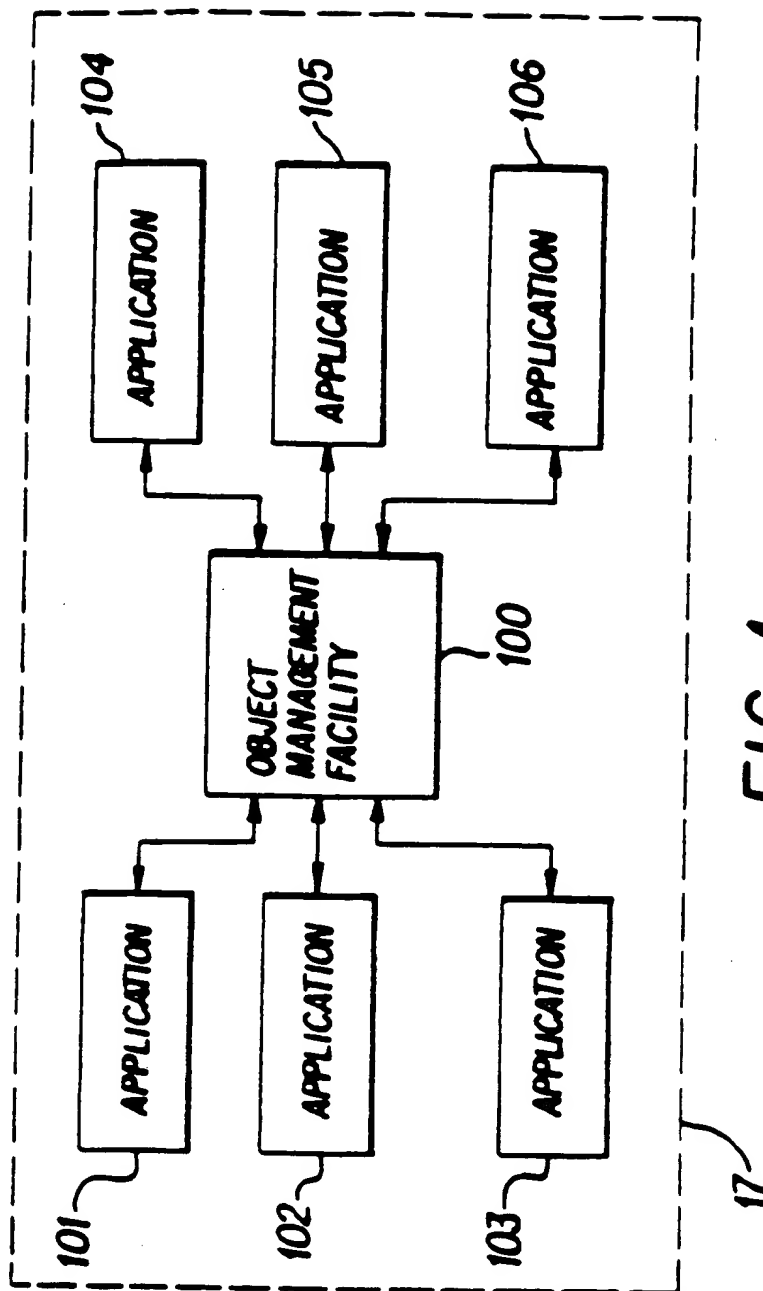 104
105
106
APPLICATION
APPLICATION
APPLICATION
OBJECT
MANAGEMENT
FACILITY
100
APPLICATION
APPLICATION
APPLICATION
101
102
103
17